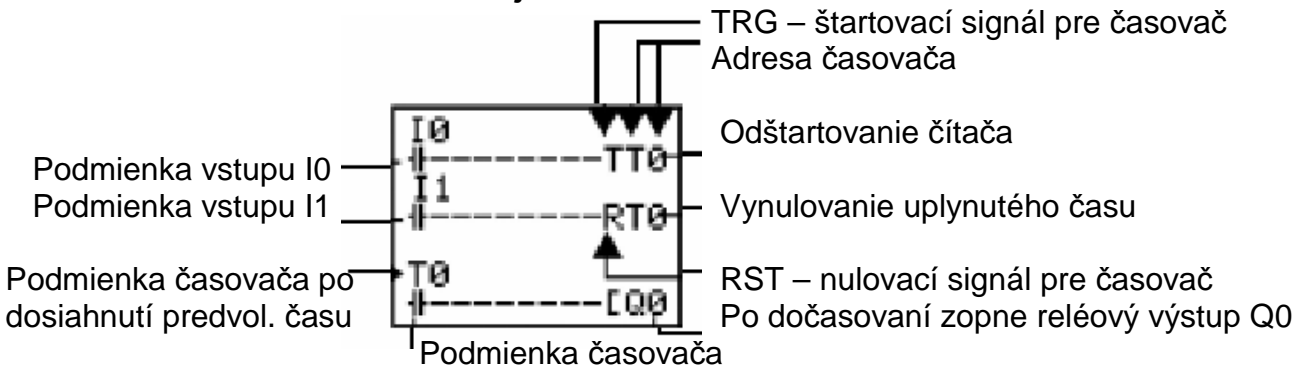 TRG – štartovací signál pre časovač
Adresa časovača
I0
Odštartovanie čítača
Podmienka vstupu I0
TT0
I1
Podmienka vstupu I1
RT0
Vynulovanie uplynutého času
Podmienka časovača po
T0
RST – nulovací signál pre časovač
dosiahnutí predvol. času
[Q0
Po dočasovaní zopne reléový výstup Q0
Podmienka časovača